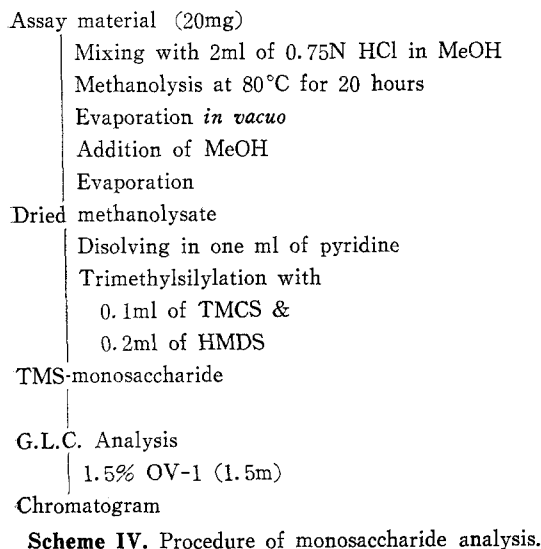 Assay material (20mg)
Mixing with 2ml of 0.75N HCl in MeOH
Methanolysis at 80°C for 20 hours
Evaporation in vacuo
Addition of MeOH
Evaporation
Dried methanolysate
Disolving in one ml of pyridine
Trimethylsilylation with
0.1ml of TMCS &
0.2ml of HMDS
TMS-monosaccharide
G.L.C. Analysis
1.5% OV-1 (1.5m)
Chromatogram
Scheme IV. Procedure of monosaccharide analysis.